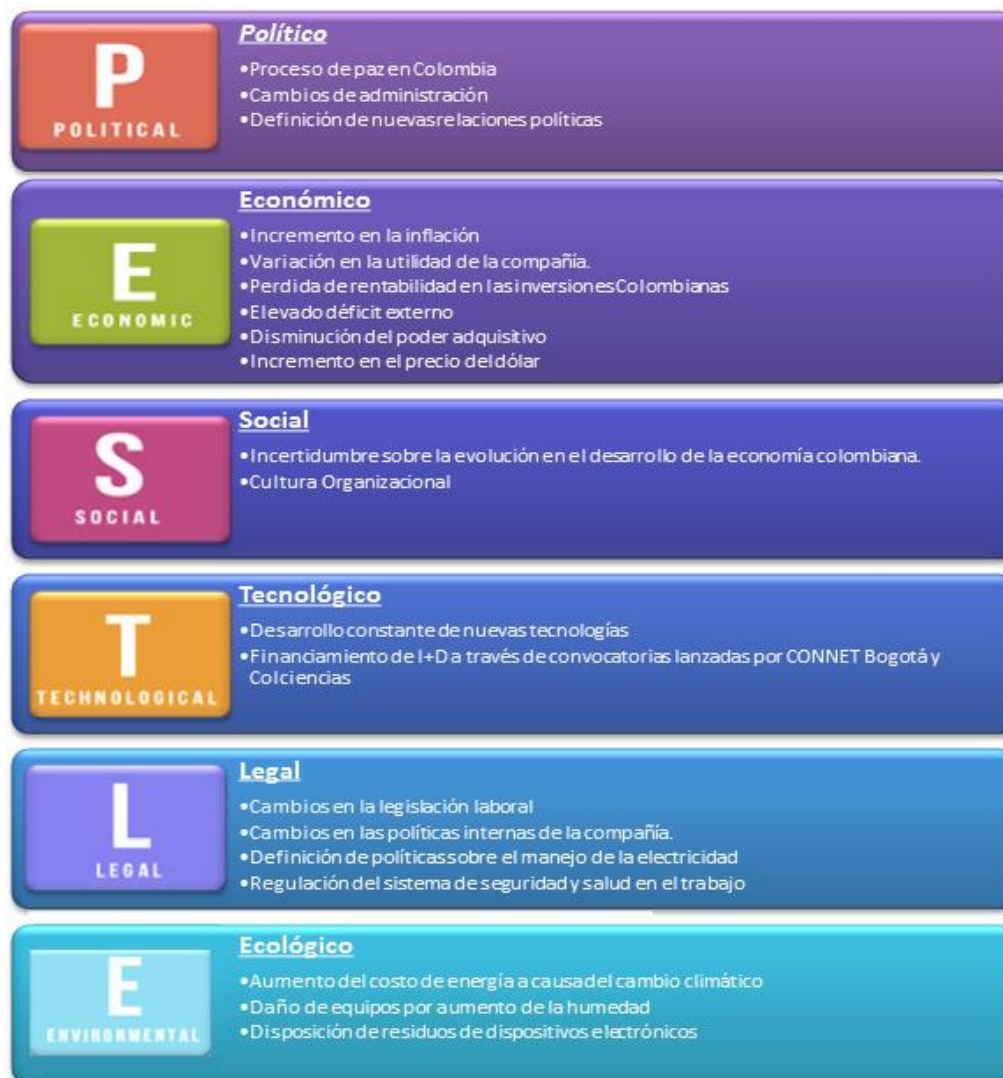 P
POLITICAL
Político
•Proceso de paz en Colombia
•Cambios de administración
•Definición de nuevas relaciones políticas
E
ECONOMIC
Económico
•Incremento en la inflación
•Variación en la utilidad de la compañía.
•Perdida de rentabilidad en las inversiones Colombianas
•Elevado déficit externo
•Disminución del poder adquisitivo
•Incremento en el precio del dólar
S
SOCIAL
Social
•Incertidumbre sobre la evolución en el desarrollo de la economía colombiana.
•Cultura Organizacional
T
TECHNOLOGICAL
Tecnológico
•Desarrollo constante de nuevas tecnologías
•Financiamiento de I+D a través de convocatorias lanzadas por CONNET Bogotá y
Colciencias
L
LEGAL
Legal
•Cambios en la legislación laboral
•Cambios en las políticas internas de la compañía.
•Definición de políticas sobre el manejo de la electricidad
•Regulación del sistema de seguridad y salud en el trabajo
E
ENVIRONMENTAL
Ecológico
•Aumento del costo de energía a causa del cambio climático
•Daño de equipos por aumento de la humedad
•Disposición de residuos de dispositivos electrónicos